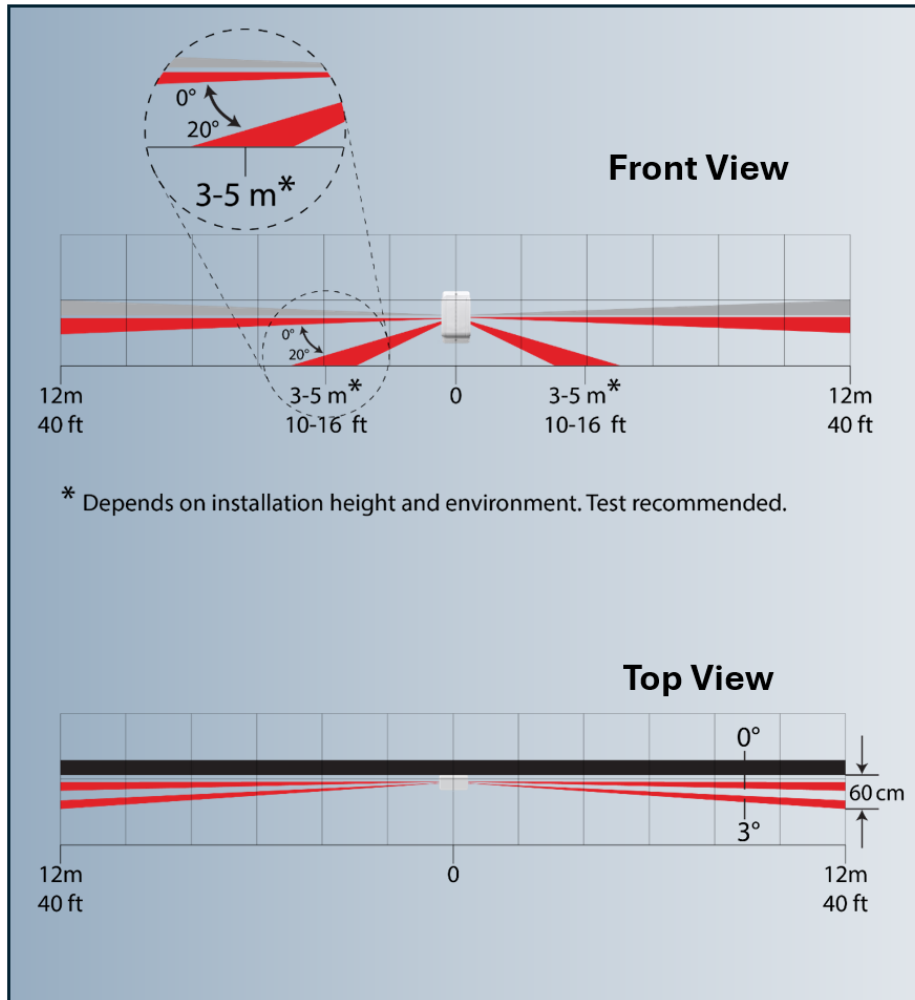 0°
20°
3-5 m*
Front View
0°
20°
12m 3-5 m* 0 3-5 m* 12m
40 ft 10-16 ft 10-16 ft 40 ft
* Depends on installation height and environment. Test recommended.
Top View
0°
60 cm
3°
12m 0 12m
40 ft 40 ft